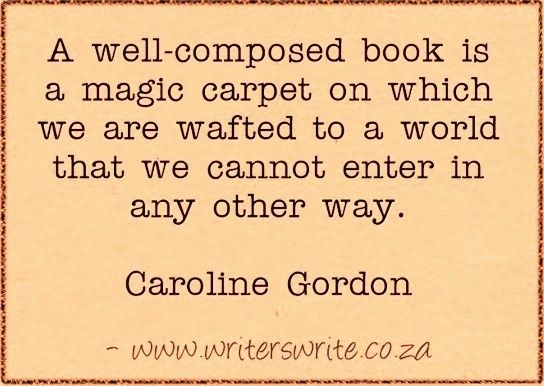 A well-composed book is
a magic carpet on which
we are wafted to a world
that we cannot enter in
any other way.
Caroline Gordon
- www.writerswrite.co.za